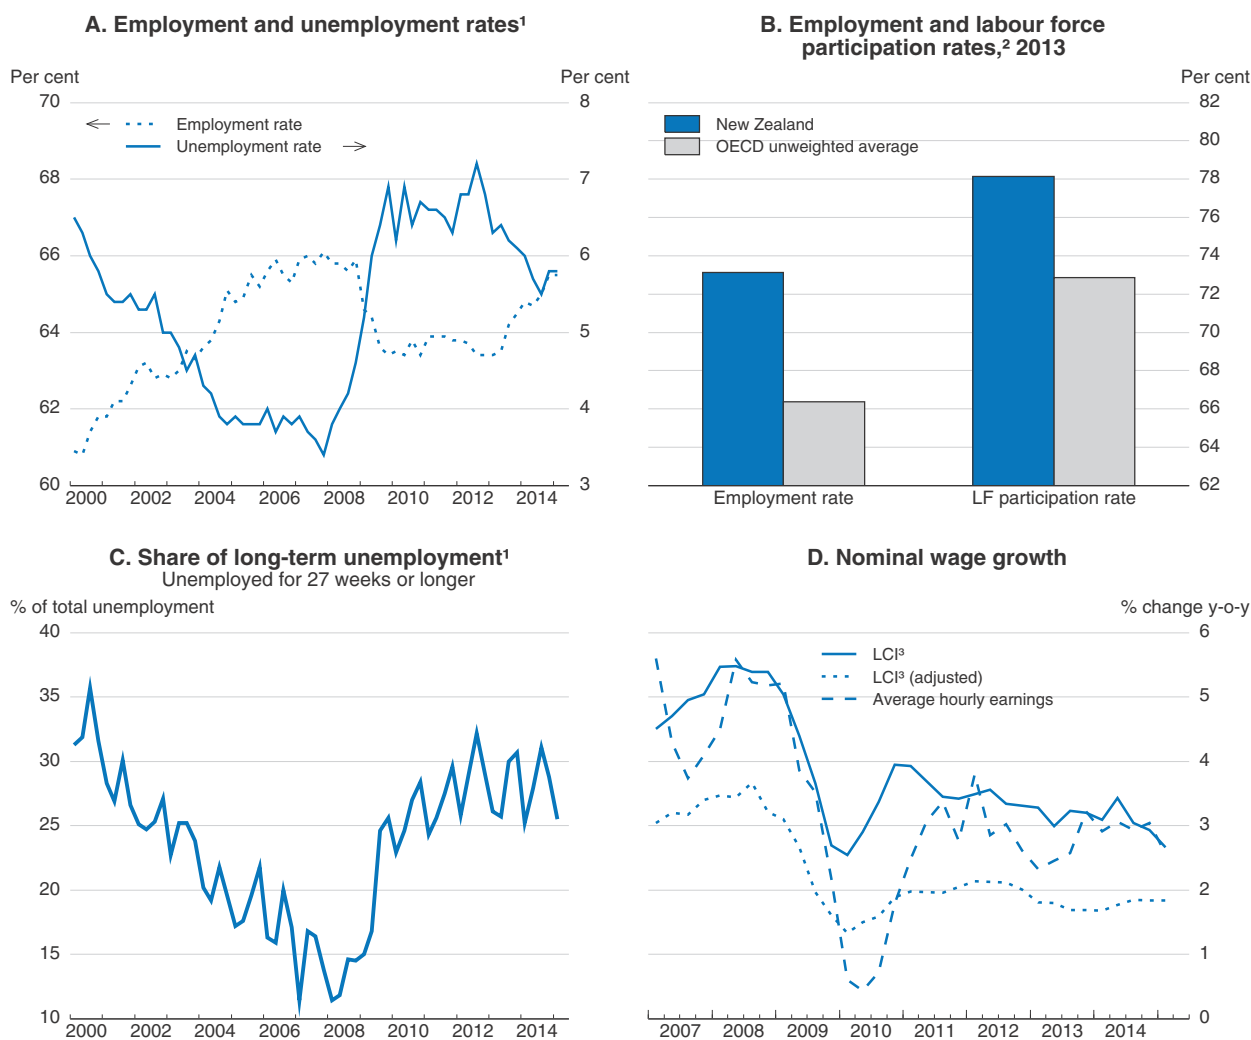 A. Employment and unemployment rates¹
Per cent
Per cent
70
8
Employment rate
Unemployment rate
68
7
66
6
64
5
62
4
60
3
2000 2002 2004 2006 2008 2010 2012 2014
B. Employment and labour force
participation rates,² 2013
Per cent
82
New Zealand
80
OECD unweighted average
78
76
74
72
70
68
66
64
62
Employment rate
LF participation rate
C. Share of long-term unemployment¹
Unemployed for 27 weeks or longer
% of total unemployment
40
35
30
25
20
15
10
2000 2002 2004 2006 2008 2010 2012 2014
D. Nominal wage growth
% change y-o-y
6
LCI³
LCI³ (adjusted)
Average hourly earnings
5
4
3
2
1
0
2007 2008 2009 2010 2011 2012 2013 2014